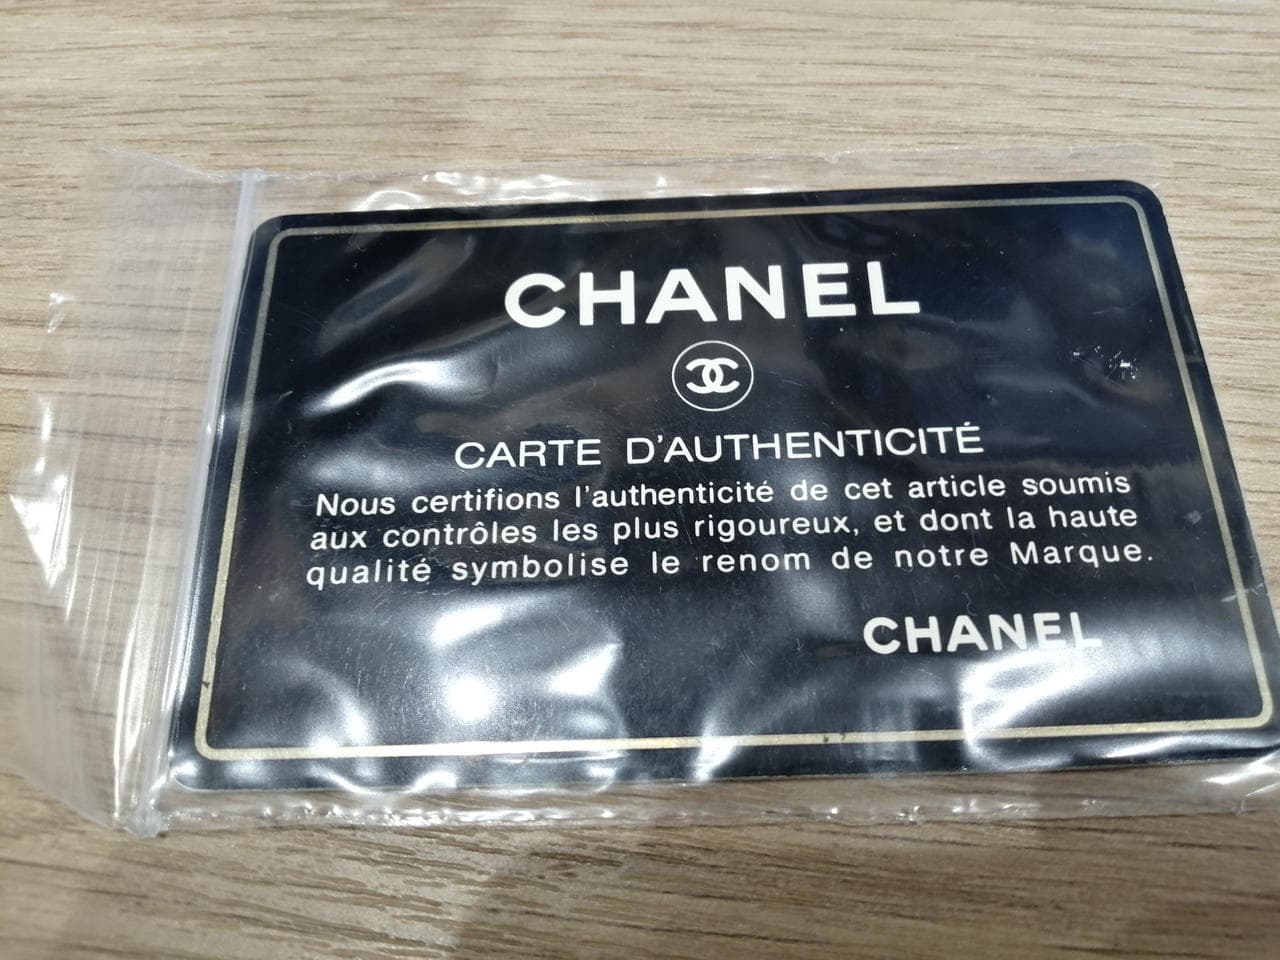 CHANEL
CARTE D'AUTHENTICITÉ
Nous certifions l'authenticité de cet article soumis
aux contrôles les plus rigoureux, et dont la haute
qualité symbolise le renom de notre Marque.
CHANEL